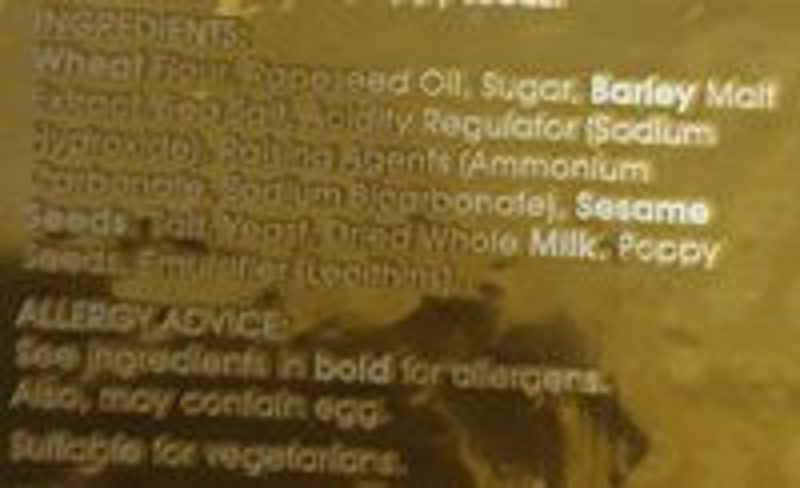 INGREDIENTS:
Wheat Flour, Rapeseed Oil, Sugar, Barley Malt
Extract, Sea Salt, Acidity Regulator (Sodium
Hydroxide), Raising Agents (Ammonium
Carbonate, Sodium Bicarbonate), Sesame
Seeds, Salt, Yeast, Dried Whole Milk, Poppy
Seeds, Emulsifier (Lecithins).
ALLERGY ADVICE:
See ingredients in bold for allergens.
Also, may contain egg.
Suitable for vegetarians.